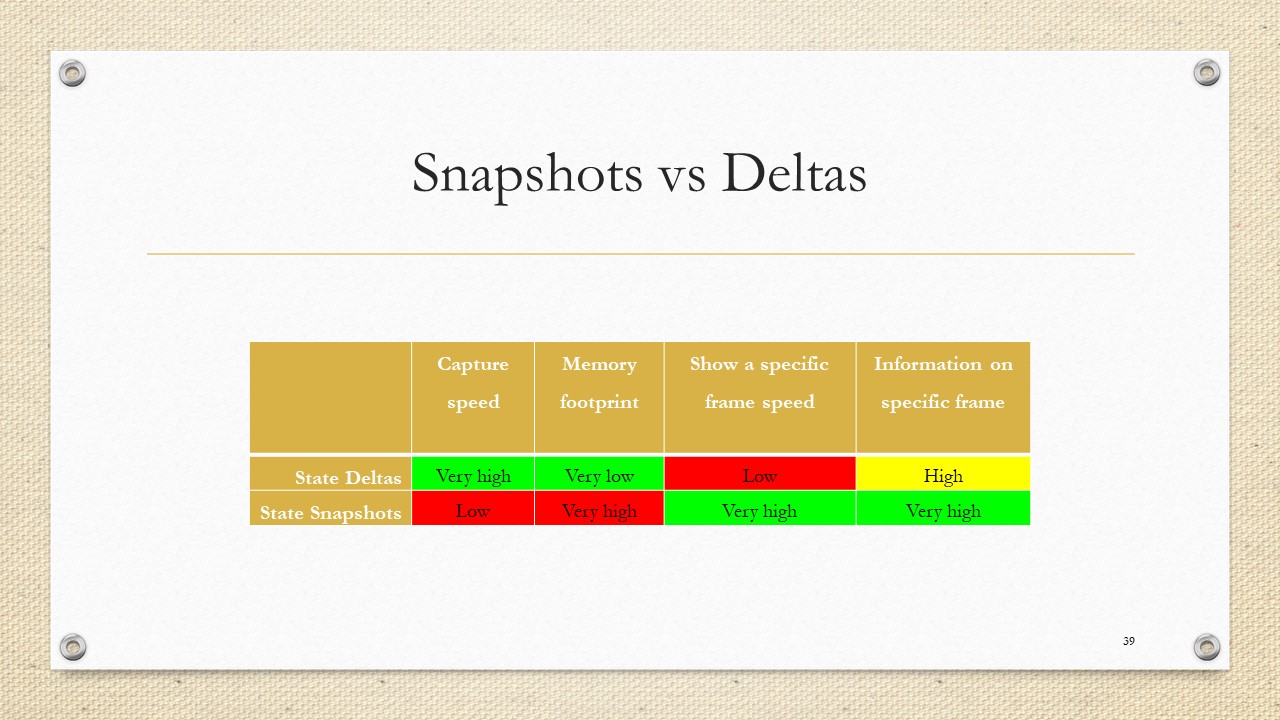 Snapshots vs Deltas
Capture speed
Memory footprint
Show a specific frame speed
Information on specific frame
State Deltas Very high Very low Low High
State Snapshots Low Very high Very high Very high
39